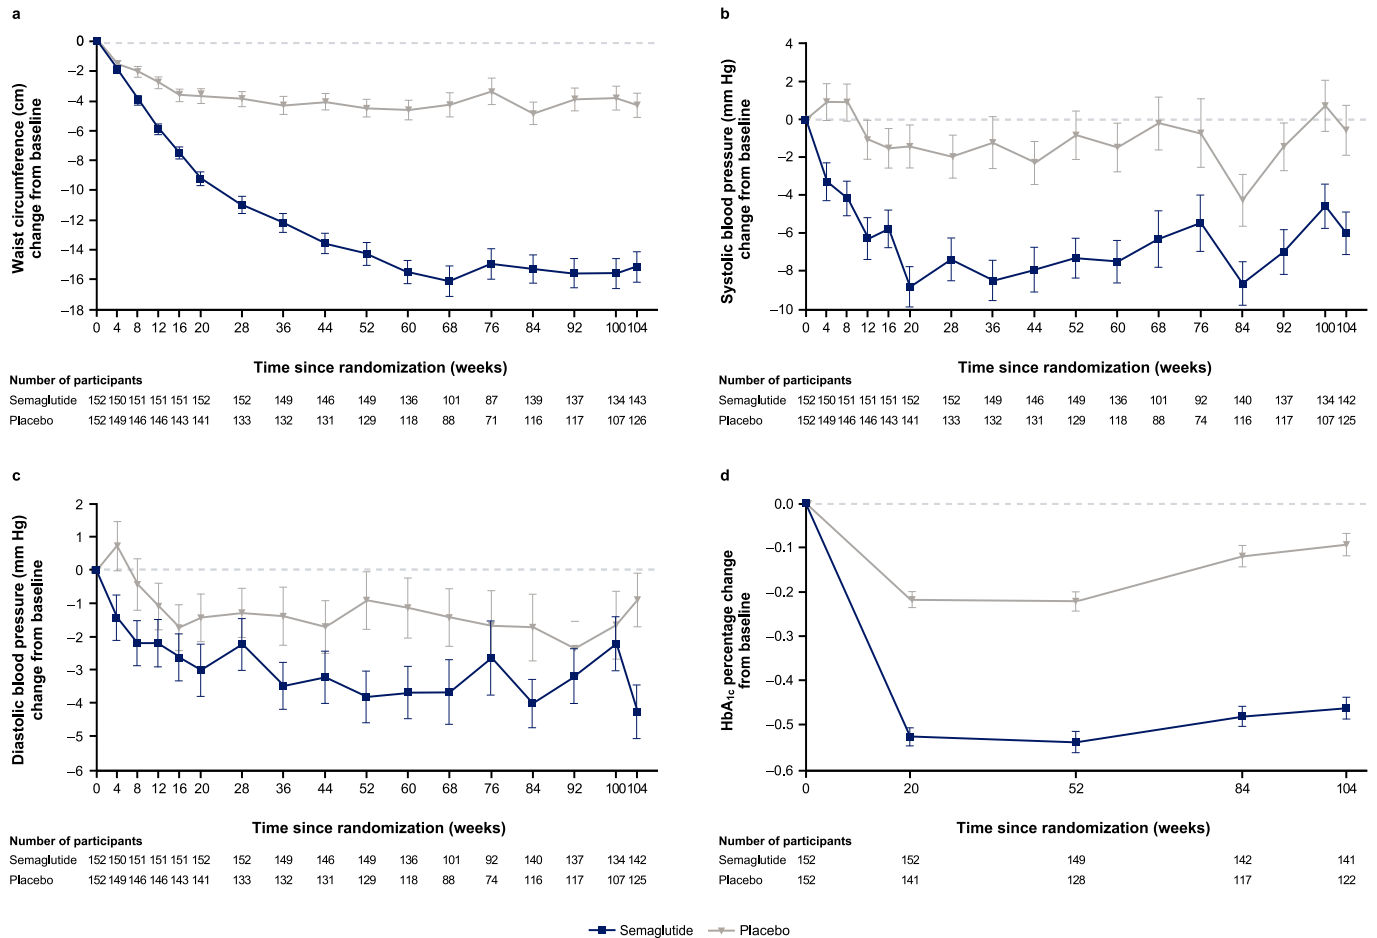 a
Waist circumference (cm)
change from baseline
0
–2
–4
–6
–8
–10
–12
–14
–16
–18
0 4 8 12 16 20 28 36 44 52 60 68 76 84 92 100 104
Time since randomization (weeks)
Number of participants
Semaglutide 152 150 151 151 151 152 152 149 146 149 136 101 87 139 137 134 143
Placebo 152 149 146 146 143 141 133 132 131 129 118 88 71 116 117 107 126
b
Systolic blood pressure (mm Hg)
change from baseline
4
2
0
–2
–4
–6
–8
–10
0 4 8 12 16 20 28 36 44 52 60 68 76 84 92 100 104
Time since randomization (weeks)
Number of participants
Semaglutide 152 150 151 151 151 152 152 149 146 149 136 101 92 140 137 134 142
Placebo 152 149 146 146 143 141 133 132 131 129 118 88 74 116 117 107 125
c
Diastolic blood pressure (mm Hg)
change from baseline
2
1
0
–1
–2
–3
–4
–5
–6
0 4 8 12 16 20 28 36 44 52 60 68 76 84 92 100 104
Time since randomization (weeks)
Number of participants
Semaglutide 152 150 151 151 151 152 152 149 146 149 136 101 92 140 137 134 142
Placebo 152 149 146 146 143 141 133 132 131 129 118 88 74 116 117 107 125
d
HbA1c percentage change
from baseline
0.0
–0.1
–0.2
–0.3
–0.4
–0.5
–0.6
0 20 52 84 104
Time since randomization (weeks)
Number of participants
Semaglutide 152 152 149 142 141
Placebo 152 141 128 117 122
Semaglutide Placebo